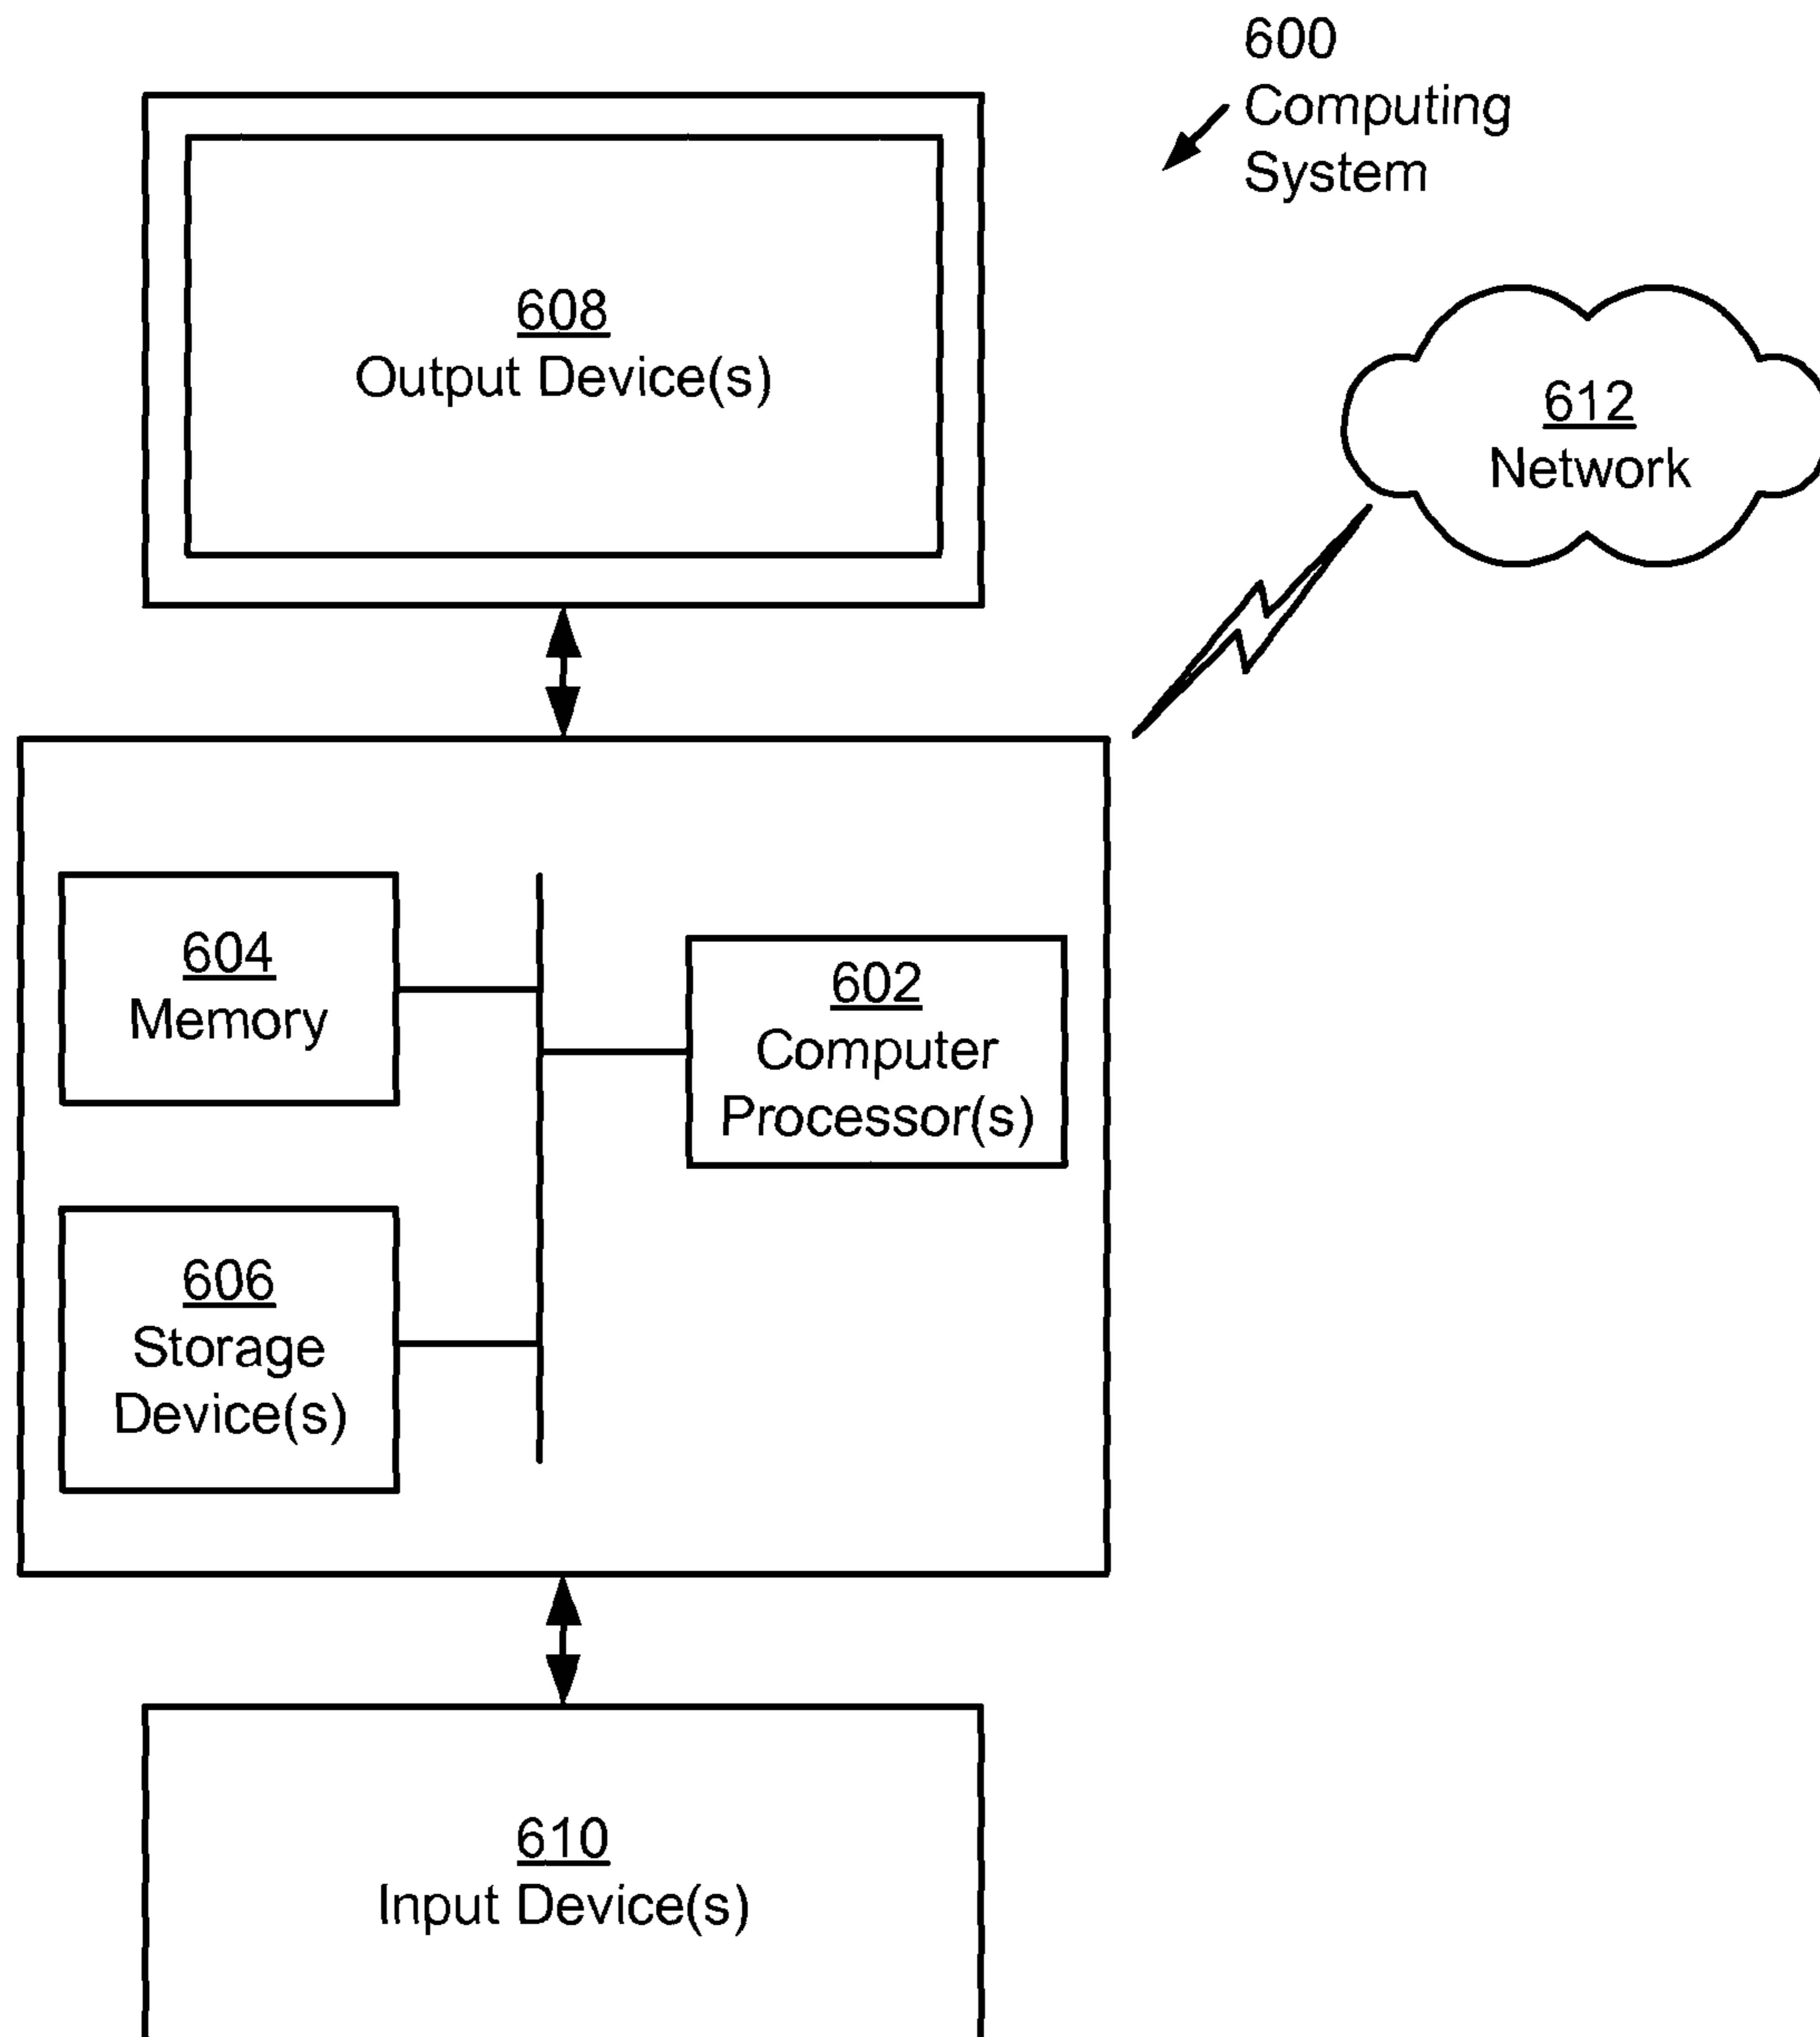 600
Computing
System
608
Output Device(s)
612
Network
604
Memory
602
Computer
Processor(s)
606
Storage
Device(s)
610
Input Device(s)